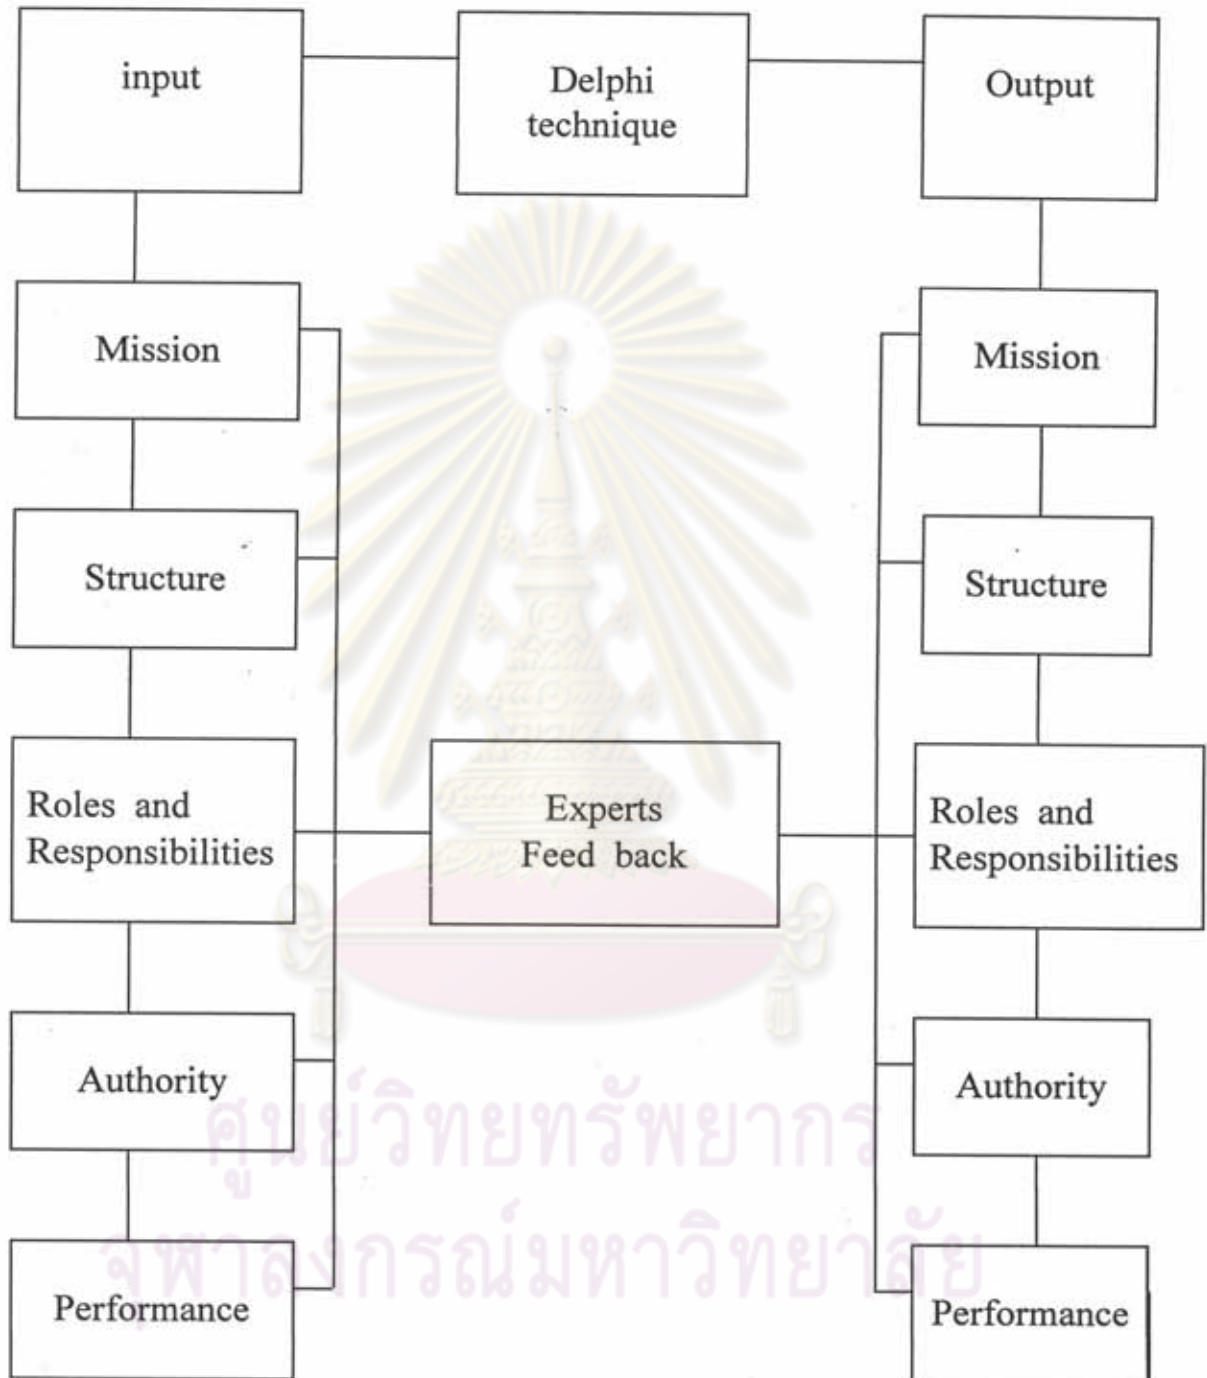 input
Delphi
technique
Output
Mission
Mission
Structure
Structure
Roles and
Responsibilities
Experts
Feed back
Roles and
Responsibilities
Authority
Authority
ศูนย์วิทยทรัพยากร
จุฬาลงกรณ์มหาวิทยาลัย
Performance
Performance